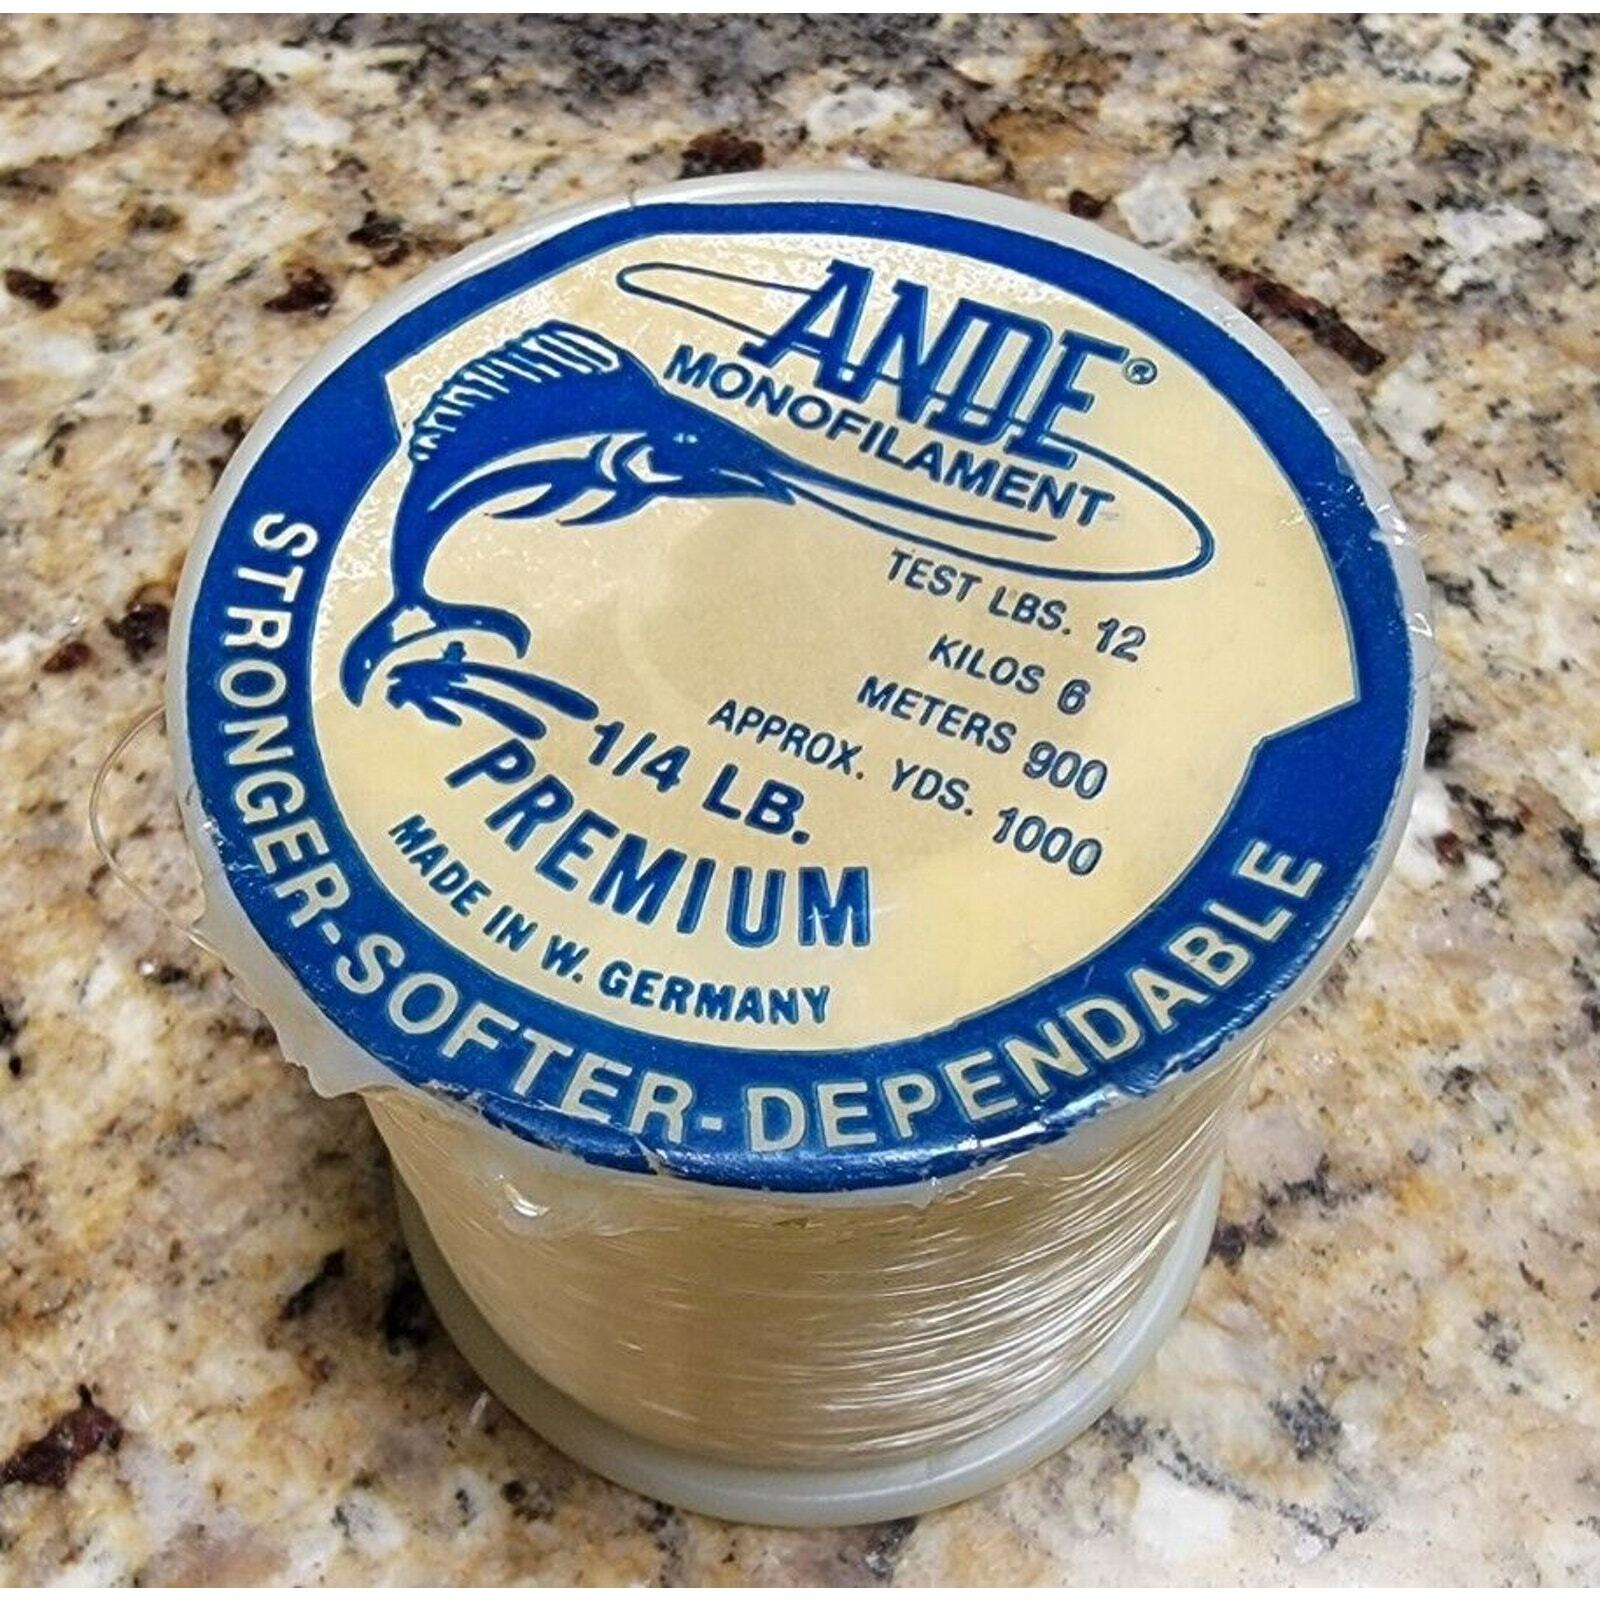 ANDE®
MONOFILAMENT
TEST LBS. 12
KILOS 6
METERS 900
APPROX. YDS. 1000
1/4 LB.
PREMIUM
MADE IN W. GERMANY
STRONGER-SOFTER-DEPENDABLE